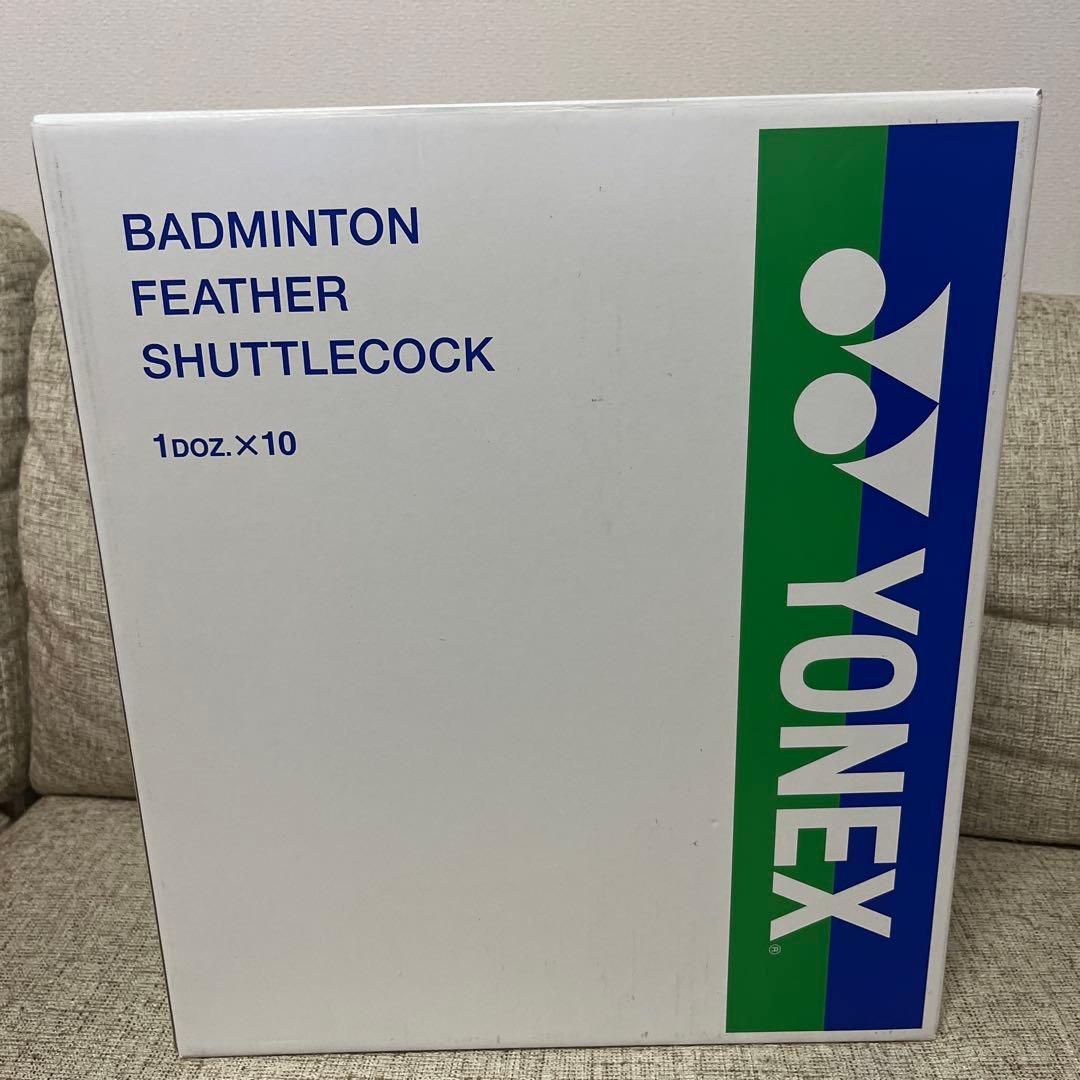 BADMINTON
FEATHER
SHUTTLECOCK
1DOZ.×10
YONEX®